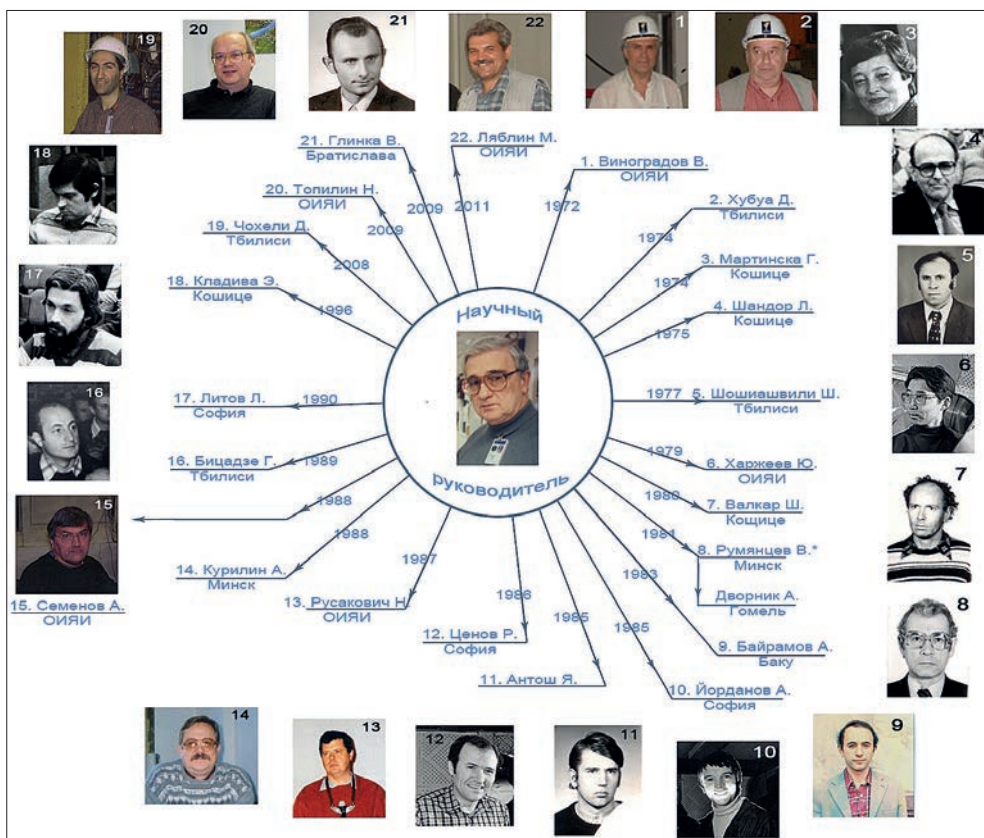 19
20
21
22
1
2
3
18
4
21. Глинка В.
Братислава
22. Ляблин М.
ОИЯИ
1. Виноградов В.
ОИЯИ
20. Топилин Н.
ОИЯИ
2009
2011
1972
2. Хубуа Д.
Тбилиси
19. Чохели Д.
Тбилиси
2009
1974
17
18. Кладива Э.
Кошице
2008
3. Мартинска Г.
Кошице
1974
5
1996
4. Шандор Л.
Кошице
1975
Научный
руководитель
6
16
17. Литов Л.
София
1990
1977
5. Шошиашвили Ш.
Тбилиси
16. Бицадзе Г.
Тбилиси
1989
1979
6. Харжеев Ю.
ОИЯИ
7
15
1988
1980
7. Валкар Ш.
Кощице
1988
1981
8. Румянцев В.*
Минск
14. Курилин А.
Минск
1987
1983
Дворник А.
Гомель
8
15. Семенов А.
ОИЯИ
13. Русакович Н.
ОИЯИ
1986
1985
1985
12. Ценов Р.
София
9. Байрамов А.
Баку
11. Антош Я.
10. Йорданов А.
София
14
13
12
11
10
9